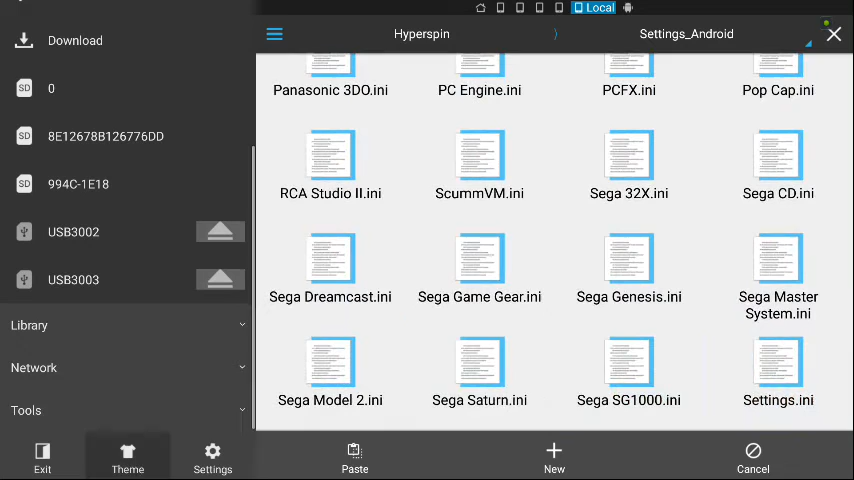 Local
Hyperspin
Settings_Android
Download
SD 0
SD 8E12678B126776DD
SD 994C-1E18
USB3002
USB3003
Library
Network
Tools
Exit
Theme
Settings
Panasonic 3DO.ini
PC Engine.ini
PCFX.ini
Pop Cap.ini
RCA Studio II.ini
ScummVM.ini
Sega 32X.ini
Sega CD.ini
Sega Dreamcast.ini
Sega Game Gear.ini
Sega Genesis.ini
Sega Master
System.ini
Sega Model 2.ini
Sega Saturn.ini
Sega SG1000.ini
Settings.ini
Paste
New
Cancel